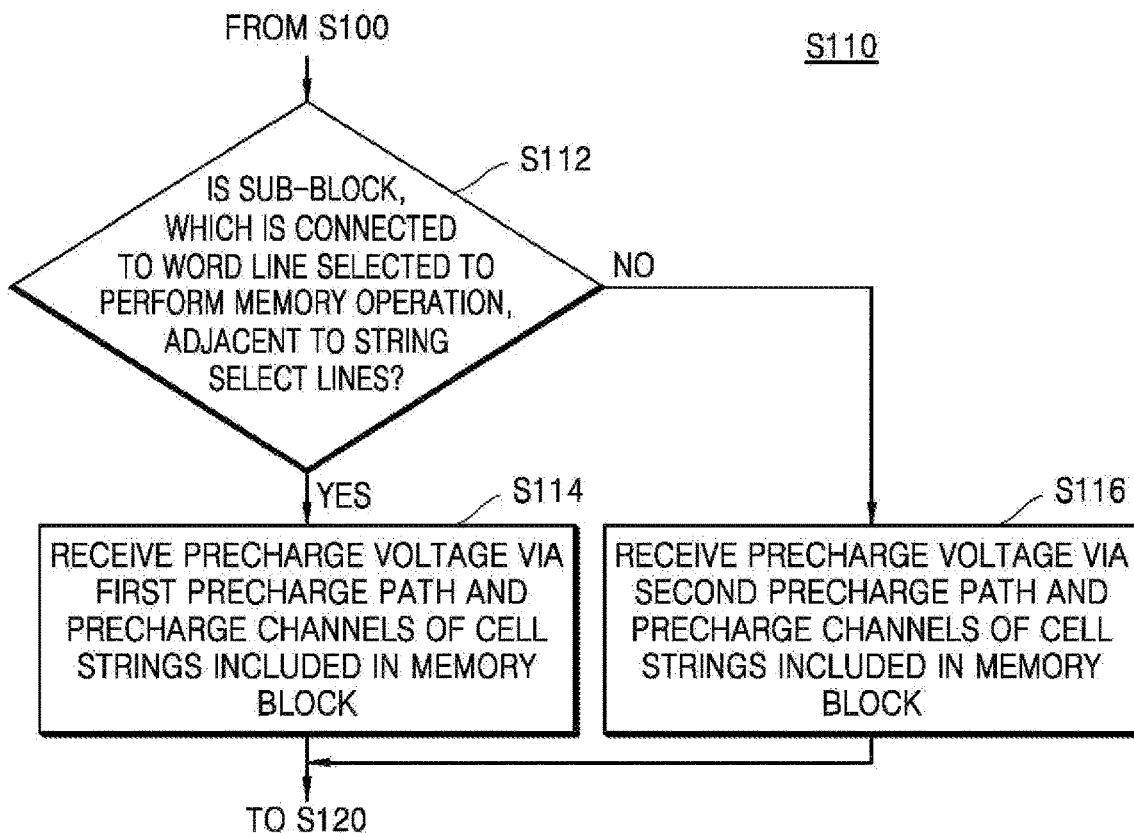 FROM S100
S110
S112
IS SUB-BLOCK,
WHICH IS CONNECTED
TO WORD LINE SELECTED TO
PERFORM MEMORY OPERATION,
ADJACENT TO STRING
SELECT LINES?
NO
YES
S114
RECEIVE PRECHARGE VOLTAGE VIA
FIRST PRECHARGE PATH AND
PRECHARGE CHANNELS OF CELL
STRINGS INCLUDED IN MEMORY
BLOCK
S116
RECEIVE PRECHARGE VOLTAGE VIA
SECOND PRECHARGE PATH AND
PRECHARGE CHANNELS OF CELL
STRINGS INCLUDED IN MEMORY
BLOCK
TO S120